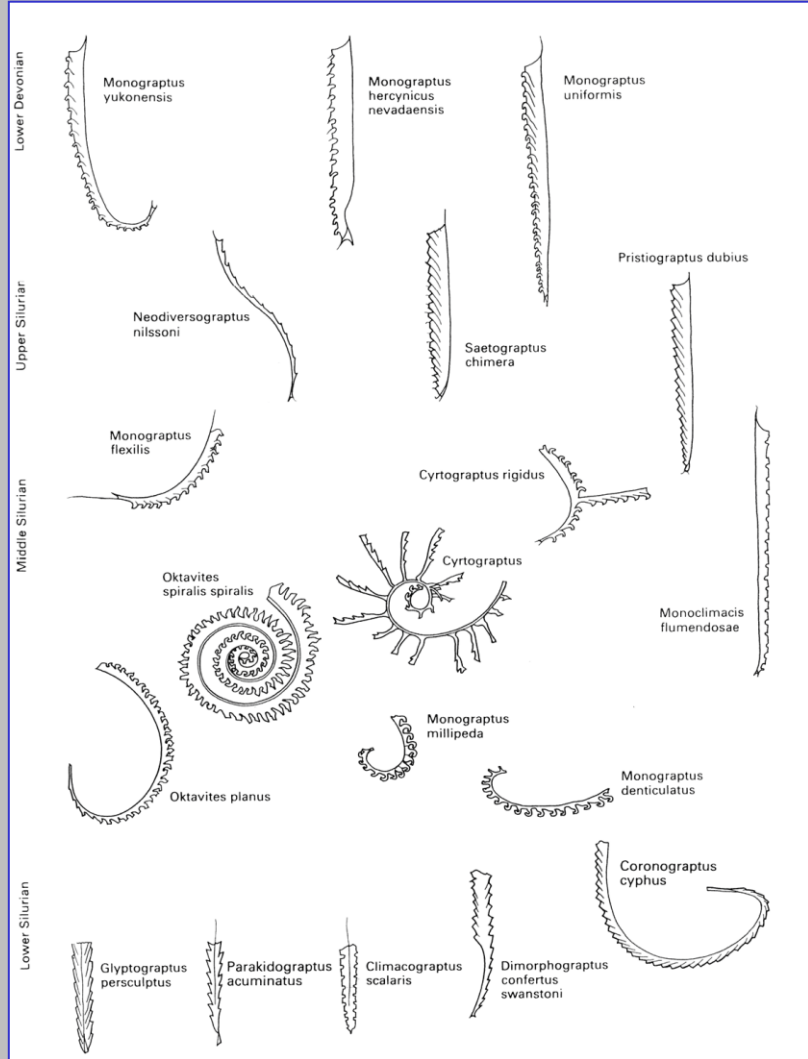 Lower Devonian
Monograptus
yukonensis
Monograptus
hercynicus
nevadaensis
Monograptus
uniformis
Upper Silurian
Pristiograptus dubius
Neodiversograptus
nilssoni
Saetograptus
chimera
Middle Silurian
Monograptus
flexilis
Cyrtograptus rigidus
Cyrtograptus
Oktavites
spiralis spiralis
Monoclimacis
flumendosae
Monograptus
millipeda
Monograptus
denticulatus
Oktavites planus
Lower Silurian
Coronograptus
cyphus
Glyptograptus
persculptus
Parakidograptus
acuminatus
Climacograptus
scalaris
Dimorphograptus
confertus
swanstoni